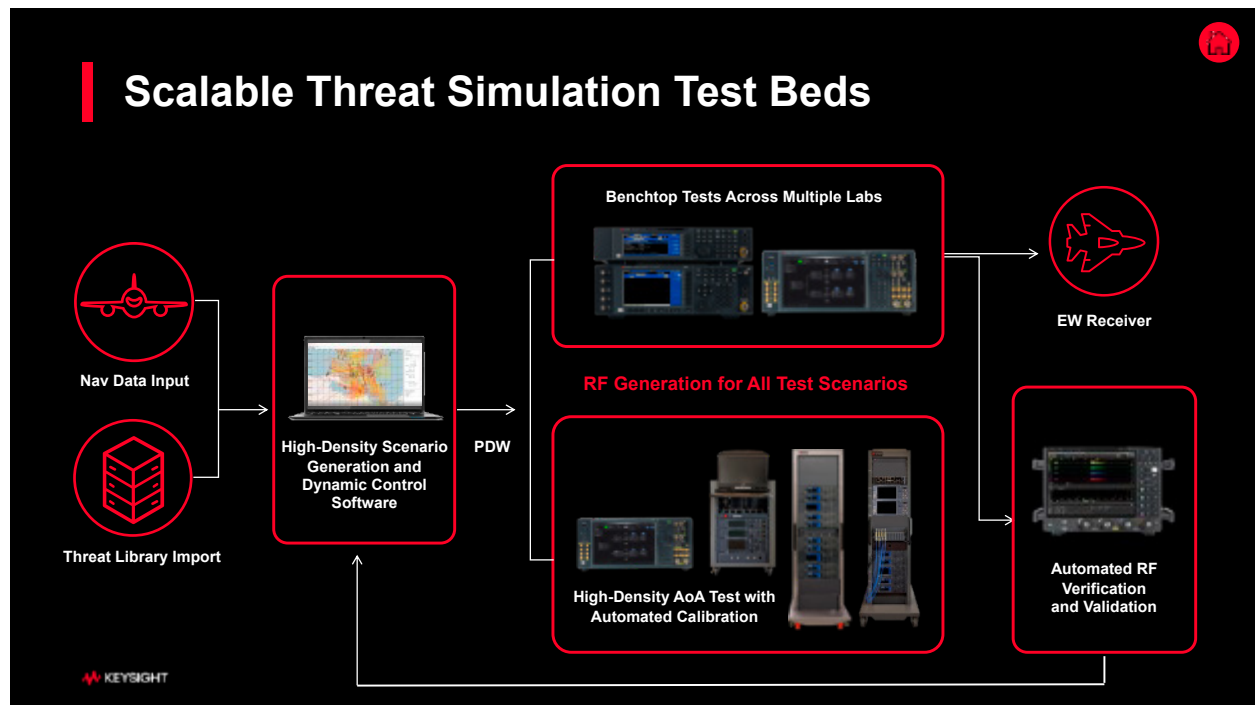 Scalable Threat Simulation Test Beds
Benchtop Tests Across Multiple Labs
EW Receiver
Nav Data Input
RF Generation for All Test Scenarios
High-Density Scenario
Generation and
Dynamic Control
Software
PDW
Threat Library Import
High-Density AoA Test with
Automated Calibration
Automated RF
Verification
and Validation
KEYSIGHT